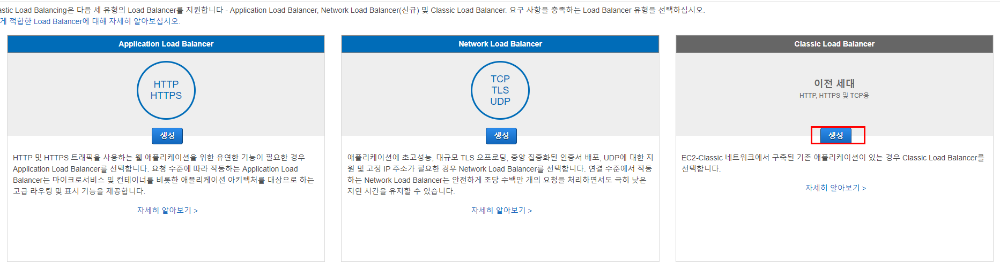 astic Load Balancing은 다음 세 유형의 Load Balancer를 지원합니다 - Application Load Balancer, Network Load Balancer(신규) 및 Classic Load Balancer. 요구 사항을 충족하는 Load Balancer 유형을 선택하십시오.
게 적합한 Load Balancer에 대해 자세히 알아보십시오.
Application Load Balancer
HTTP
HTTPS
생성
HTTP 및 HTTPS 트래픽을 사용하는 웹 애플리케이션을 위한 유연한 기능이 필요한 경우
Application Load Balancer를 선택합니다. 요청 수준에 따라 작동하는 Application Load
Balancer는 마이크로서비스 및 컨테이너를 비롯한 애플리케이션 아키텍처를 대상으로 하는
고급 라우팅 및 표시 기능을 제공합니다.
자세히 알아보기 >
Network Load Balancer
TCP
TLS
UDP
생성
애플리케이션에 초고성능, 대규모 TLS 오프로딩, 중앙 집중화된 인증서 배포, UDP에 대한 지
원 및 고정 IP 주소가 필요한 경우 Network Load Balancer를 선택합니다. 연결 수준에서 작동
하는 Network Load Balancer는 안전하게 초당 수백만 개의 요청을 처리하면서도 극히 낮은
지연 시간을 유지할 수 있습니다.
자세히 알아보기 >
Classic Load Balancer
이전 세대
HTTP, HTTPS 및 TCP용
생성
EC2-Classic 네트워크에서 구축된 기존 애플리케이션이 있는 경우 Classic Load Balancer를
선택합니다.
자세히 알아보기 >